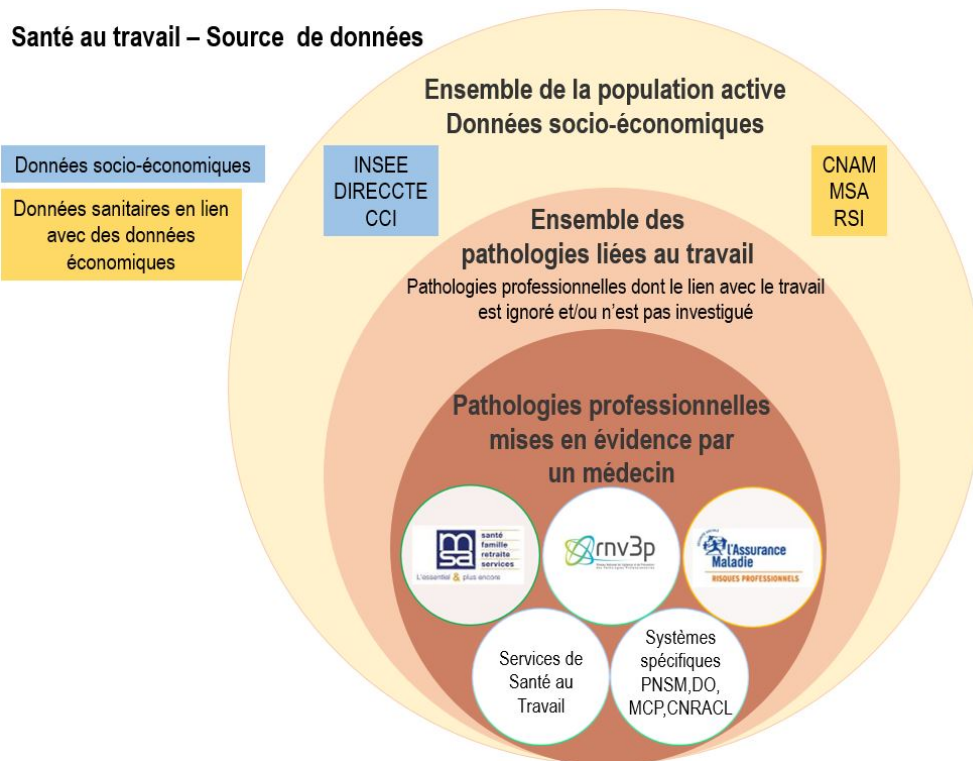 Santé au travail – Source de données
Ensemble de la population active
Données socio-économiques
Données socio-économiques
Données sanitaires en lien
avec des données
économiques
INSEE
DIRECCTE
CCI
CNAM
MSA
RSI
Ensemble des
pathologies liées au travail
Pathologies professionnelles dont le lien avec le travail
est ignoré et/ou n'est pas investigué
Pathologies professionnelles
mises en évidence par
un médecin
msa
santé
famille
retraite
services
L'essentiel & plus encore
rnv3p
l'Assurance
Maladie
RISQUES PROFESSIONNELS
Services de
Santé au
Travail
Systèmes
spécifiques
PNSM,DO,
MCP,CNRACL